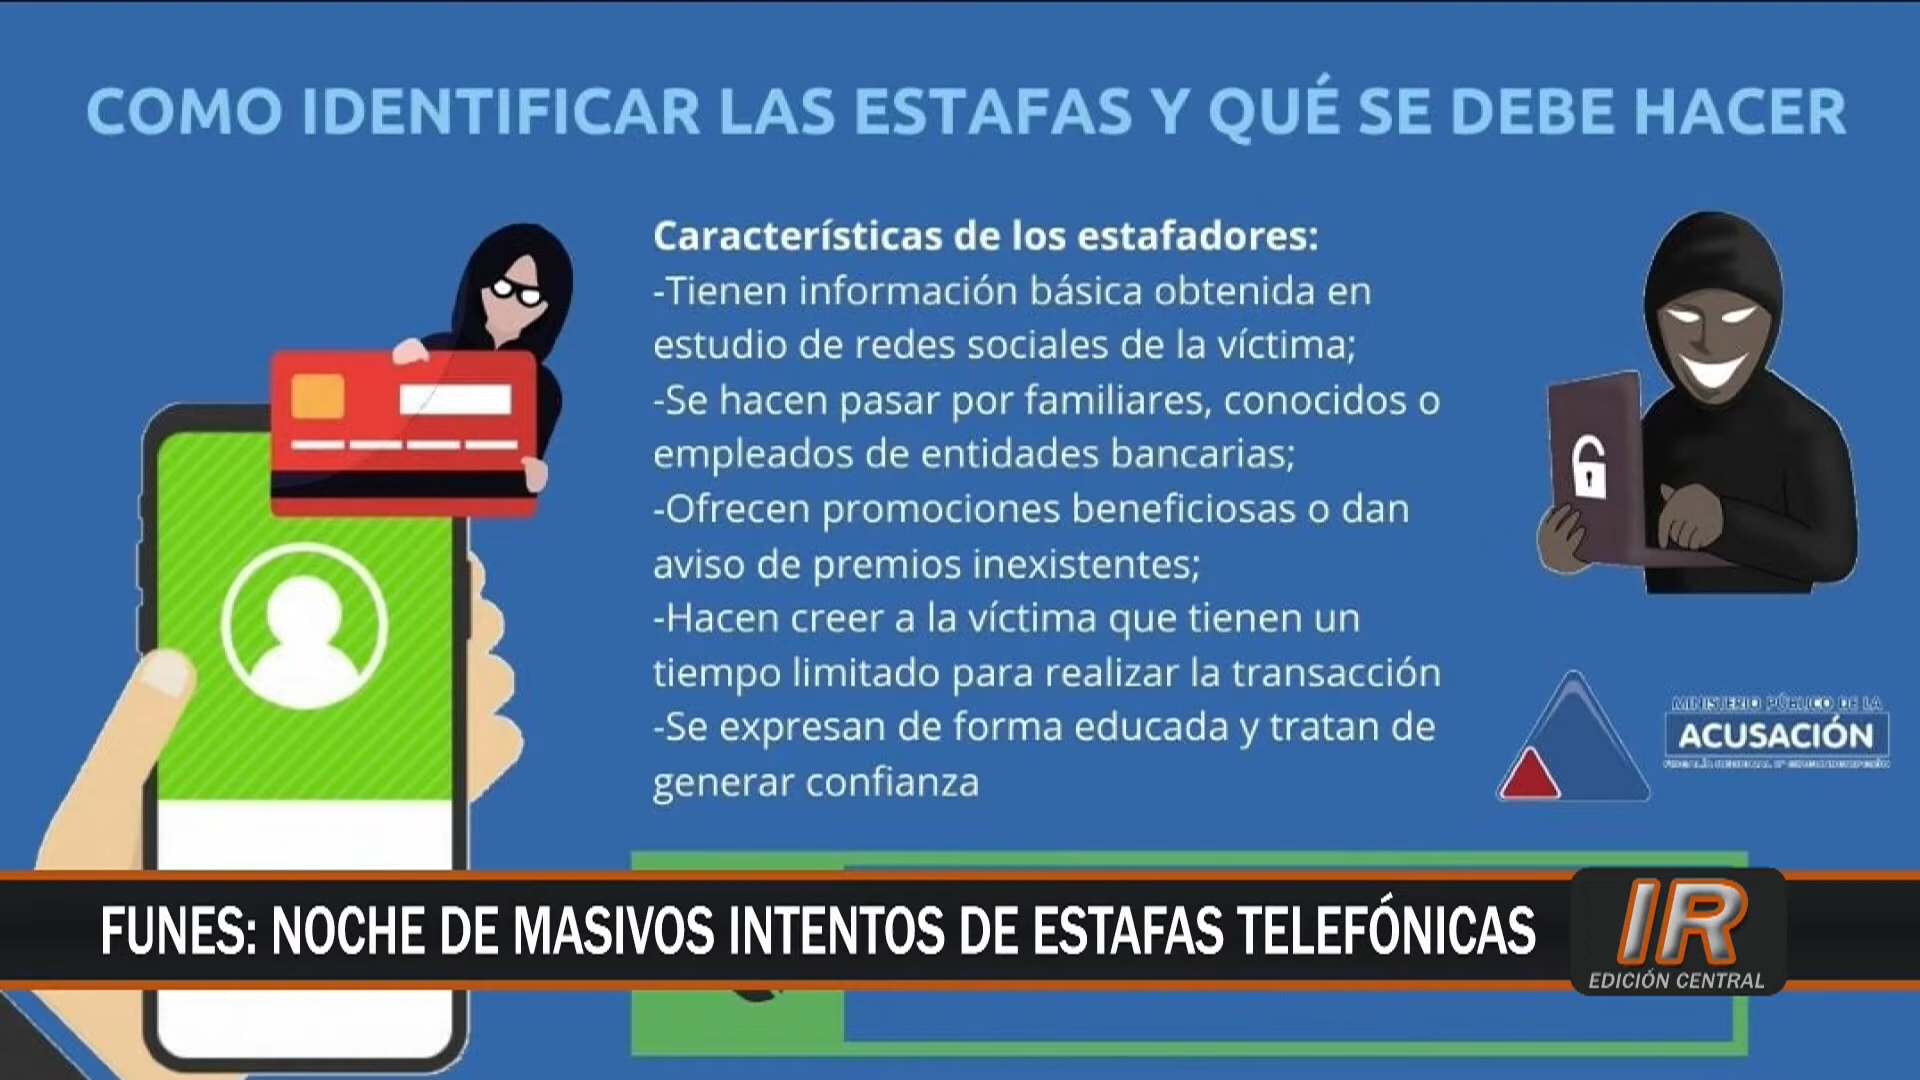 COMO IDENTIFICAR LAS ESTAFAS Y QUÉ SE DEBE HACER
Características de los estafadores:
-Tienen información básica obtenida en
estudio de redes sociales de la víctima;
-Se hacen pasar por familiares, conocidos o
empleados de entidades bancarias;
-Ofrecen promociones beneficiosas o dan
aviso de premios inexistentes;
-Hacen creer a la víctima que tienen un
tiempo limitado para realizar la transacción
-Se expresan de forma educada y tratan de
generar confianza
MINISTERIO PÚBLICO DE LA
ACUSACIÓN
FUNES: NOCHE DE MASIVOS INTENTOS DE ESTAFAS TELEFÓNICAS
IR
EDICIÓN CENTRAL